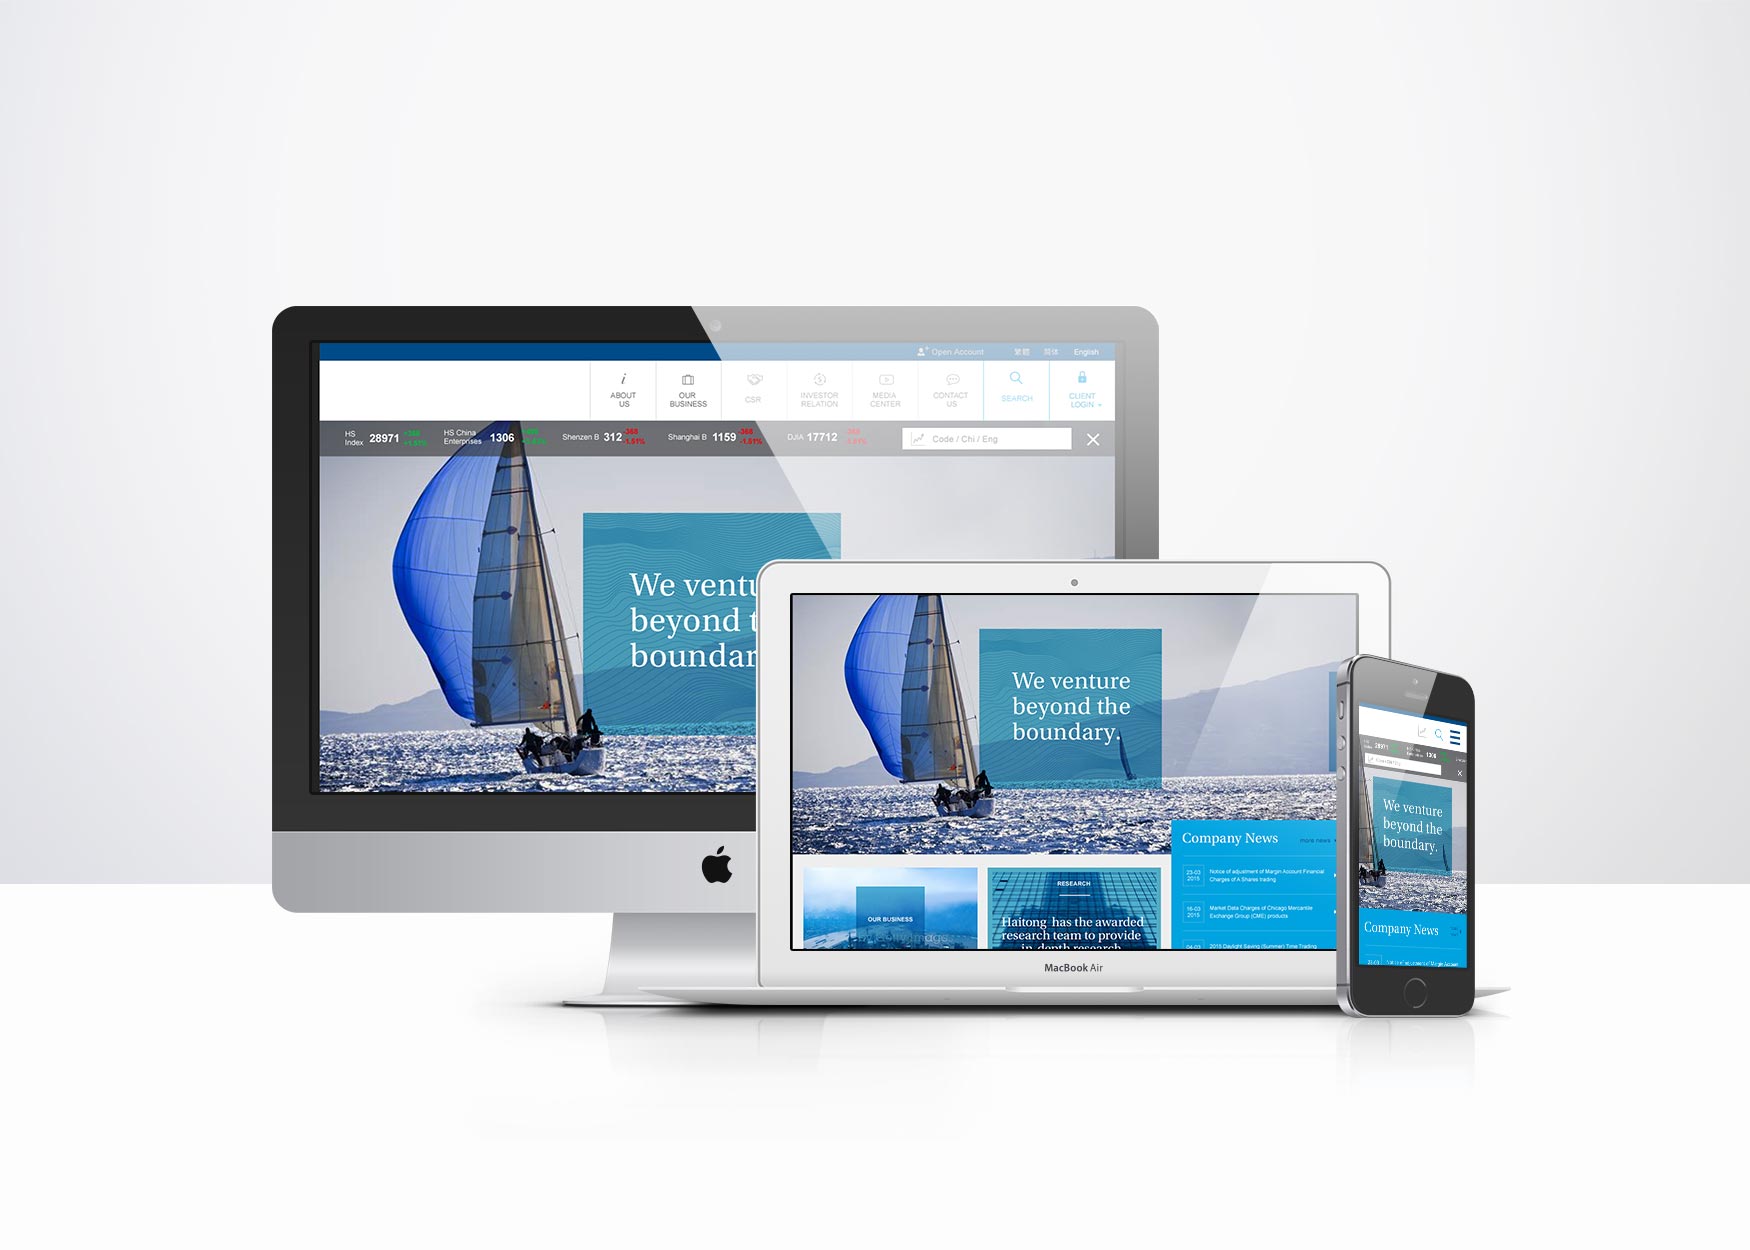 Open Account 繁體 简体 English
ABOUT US
OUR BUSINESS
CSR
INVESTOR RELATION
MEDIA CENTER
CONTACT US
SEARCH
CLIENT LOGIN
HS Index 28971 +368 +1.51%
HS China Enterprises 1306
Shenzen B 312 -368 -1.51%
Shanghai B 1159 -368 -1.51%
DJIA 17712 -368 -1.51%
Code / Chi / Eng
We ventu
beyond t
boundar
We venture
beyond the
boundary.
Company News more news
23-03 2015 Notice of adjustment of Margin Account Financial
Charges of A Shares trading
16-03 2015 Market Data Charges of Chicago Mercantile
Exchange Group (CME) products
04-03 2015 Daylight Saving (Summer) Time Trading
OUR BUSINESS
RESEARCH
Haitong has the awarded
research team to provide
in-depth research
MacBook Air
28971
1306
We venture
beyond the
boundary.
Company News
Notice of adjustment of Margin Account